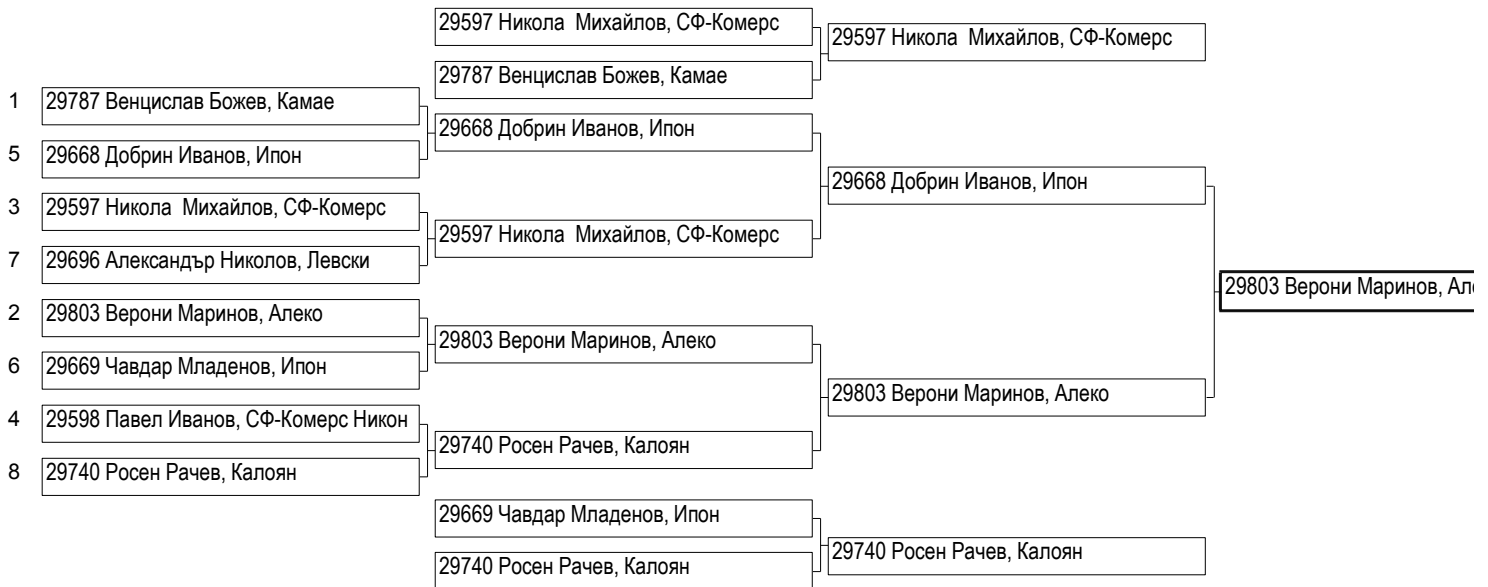 29597 Никола  Михайлов, СФ-Комерс
29787 Венцислав Божев, Камае
29597 Никола  Михайлов, СФ-Комерс
1 29787 Венцислав Божев, Камае
5 29668 Добрин Иванов, Ипон
29668 Добрин Иванов, Ипон
3 29597 Никола  Михайлов, СФ-Комерс
7 29696 Александър Николов, Левски
29597 Никола  Михайлов, СФ-Комерс
29668 Добрин Иванов, Ипон
2 29803 Верони Маринов, Алеко
6 29669 Чавдар Младенов, Ипон
29803 Верони Маринов, Алеко
4 29598 Павел Иванов, СФ-Комерс Никон
8 29740 Росен Рачев, Калоян
29740 Росен Рачев, Калоян
29803 Верони Маринов, Алеко
29803 Верони Маринов,
29669 Чавдар Младенов, Ипон
29740 Росен Рачев, Калоян
29740 Росен Рачев, Калоян